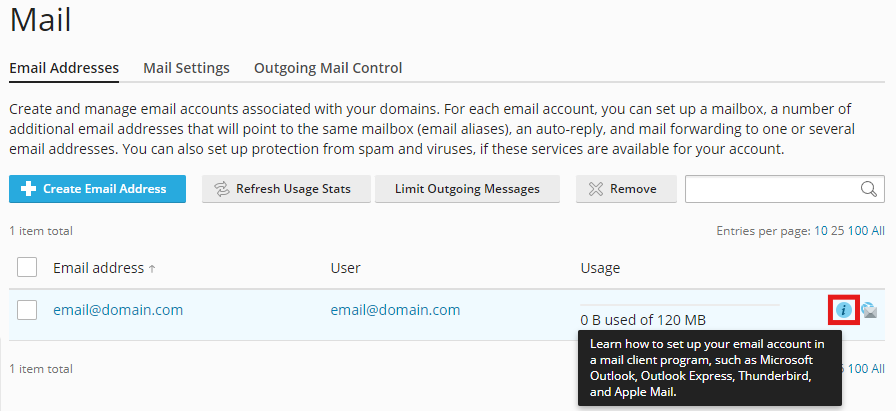 Mail
Email Addresses Mail Settings Outgoing Mail Control
Create and manage email accounts associated with your domains. For each email account, you can set up a mailbox, a number of
additional email addresses that will point to the same mailbox (email aliases), an auto-reply, and mail forwarding to one or several
email addresses. You can also set up protection from spam and viruses, if these services are available for your account.
Create Email Address Refresh Usage Stats Limit Outgoing Messages Remove
1 item total Entries per page: 10 25 100 All
Email address ↑ User Usage
email@domain.com email@domain.com 0 B used of 120 MB i
Learn how to set up your email account in
a mail client program, such as Microsoft
Outlook, Outlook Express, Thunderbird,
and Apple Mail.
1 item total 100 All